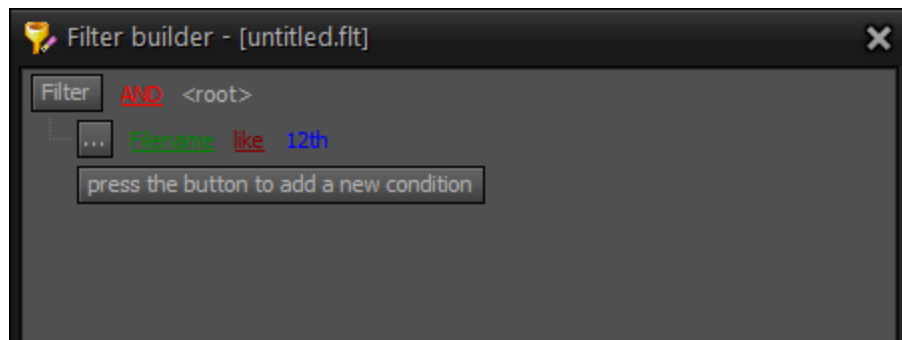 Filter builder - [untitled.flt]
Filter AND <root>
... Filename like 12th
press the button to add a new condition